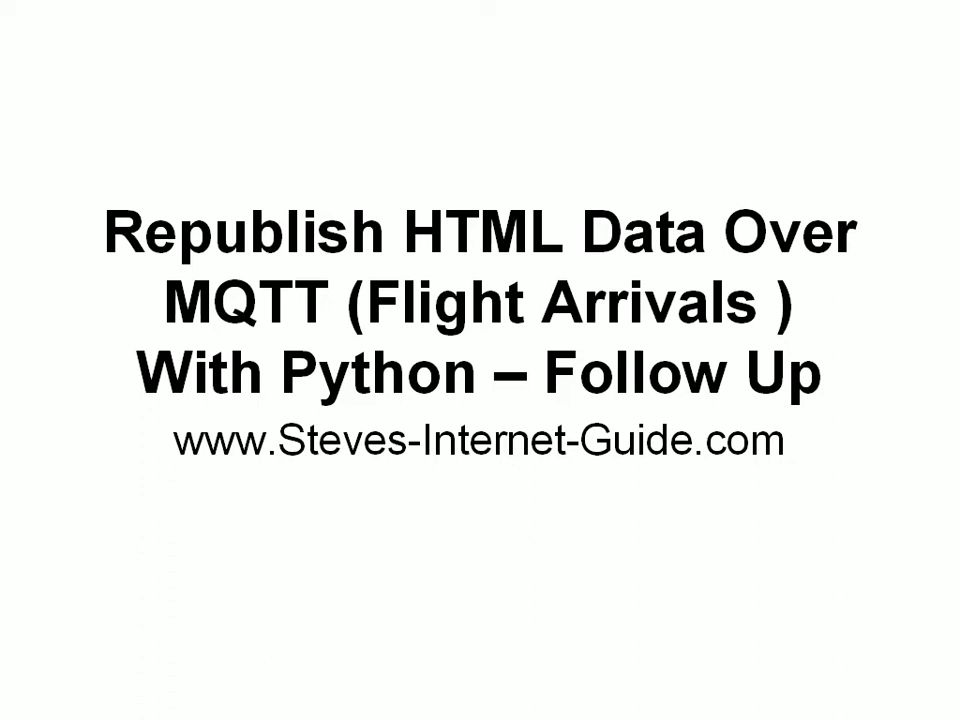 Republish HTML Data Over
MQTT (Flight Arrivals )
With Python – Follow Up
www.Steves-Internet-Guide.com